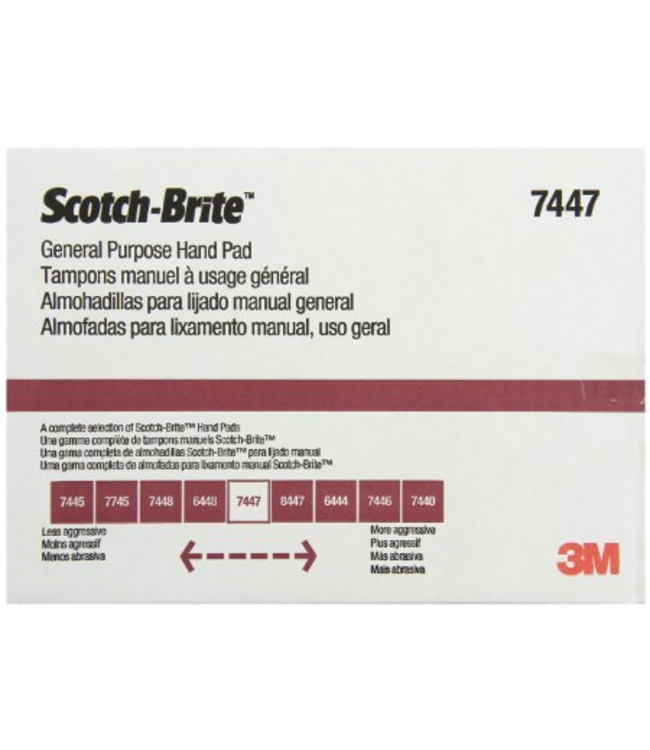 Scotch-Brite™ 7447
General Purpose Hand Pad
Tampons manuel à usage général
Almohadillas para lijado manual general
Almofadas para lixamento manual, uso geral
A complete selection of Scotch-Brite™ Hand Pads
Une gamme complète de tampons manuels Scotch-Brite™
Una gama completa de almohadillas Scotch-Brite™ para lijado manual
Uma gama completa de almofadas para lixamento manual Scotch-Brite™
7445 7745 7448 6448 7447 8447 6444 7446 7440
Less aggressive More aggressive
Moins agressif Plus agressif
Menos abrasiva Más abrasiva
Mais abrasiva
3M